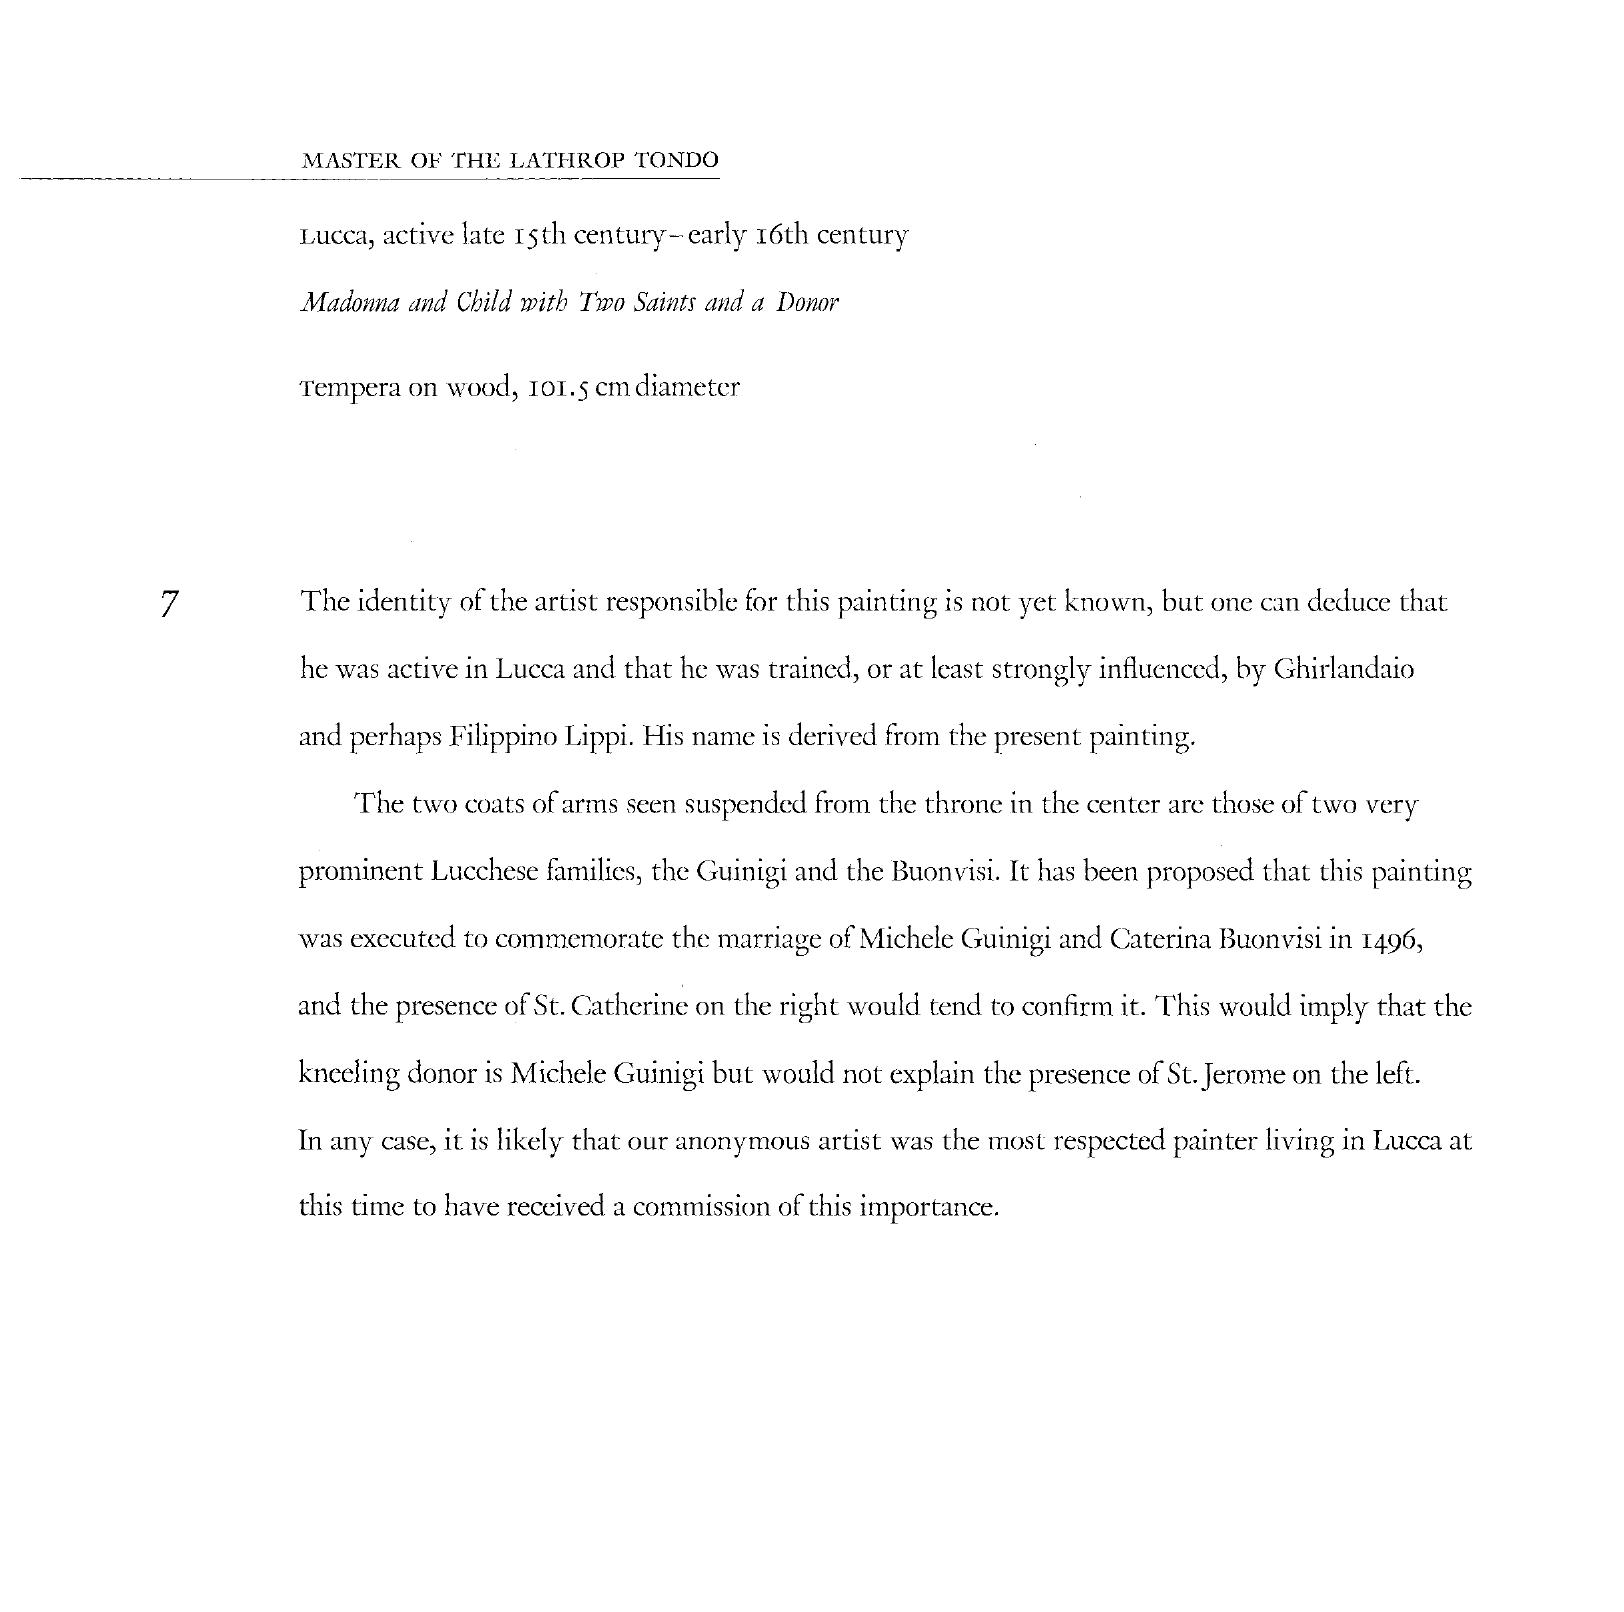 MASTER OF THE LATHROP TONDO
Lucca, active late 15th century–early 16th century
Madonna and Child with Two Saints and a Donor
Tempera on wood, 101.5 cm diameter
7
The identity of the artist responsible for this painting is not yet known, but one can deduce that
he was active in Lucca and that he was trained, or at least strongly influenced, by Ghirlandaio
and perhaps Filippino Lippi. His name is derived from the present painting.
The two coats of arms seen suspended from the throne in the center are those of two very
prominent Lucchese families, the Guinigi and the Buonvisi. It has been proposed that this painting
was executed to commemorate the marriage of Michele Guinigi and Caterina Buonvisi in 1496,
and the presence of St. Catherine on the right would tend to confirm it. This would imply that the
kneeling donor is Michele Guinigi but would not explain the presence of St. Jerome on the left.
In any case, it is likely that our anonymous artist was the most respected painter living in Lucca at
this time to have received a commission of this importance.